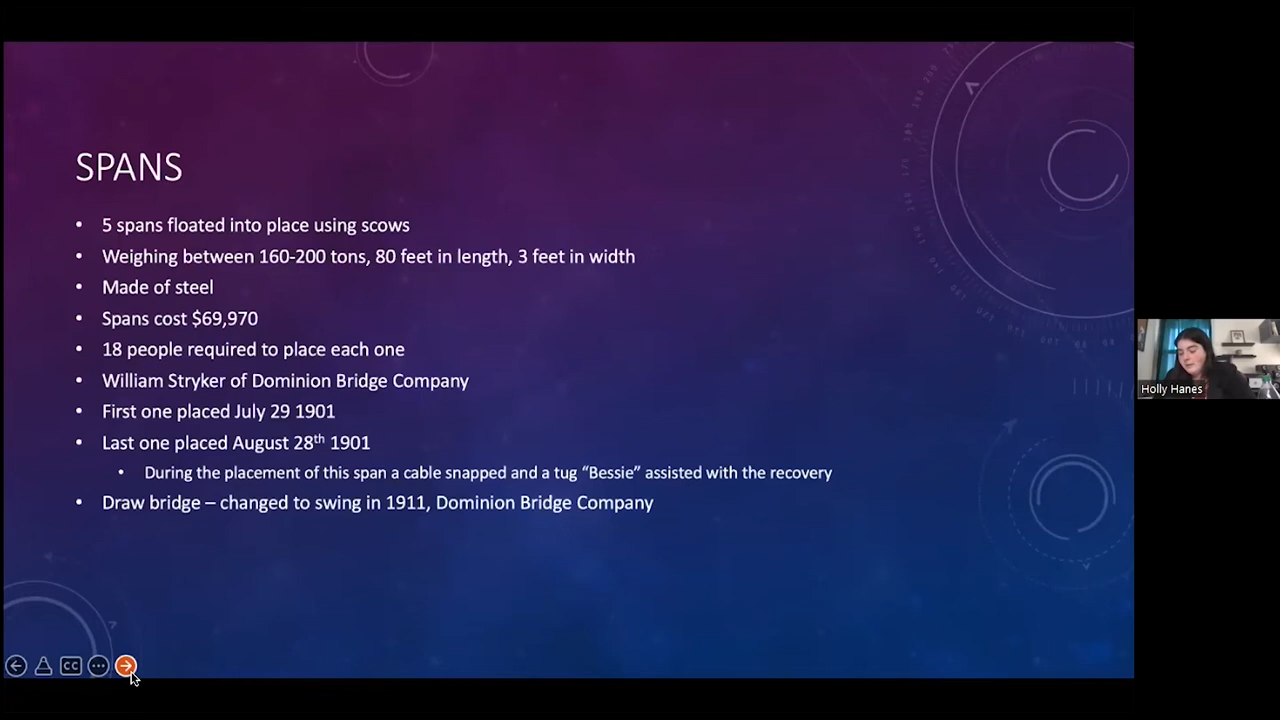 SPANS
• 5 spans floated into place using scows
• Weighing between 160-200 tons, 80 feet in length, 3 feet in width
• Made of steel
• Spans cost $69,970
• 18 people required to place each one
• William Stryker of Dominion Bridge Company
• First one placed July 29 1901
• Last one placed August 28th 1901
• During the placement of this span a cable snapped and a tug “Bessie” assisted with the recovery
• Draw bridge – changed to swing in 1911, Dominion Bridge Company
Holly Hanes
CC